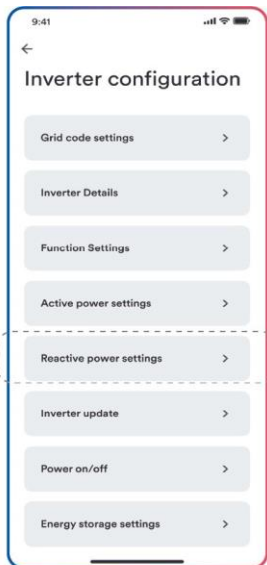 9:41
Inverter configuration
Grid code settings
Inverter Details
Function Settings
Active power settings
Reactive power settings
Inverter update
Power on/off
Energy storage settings